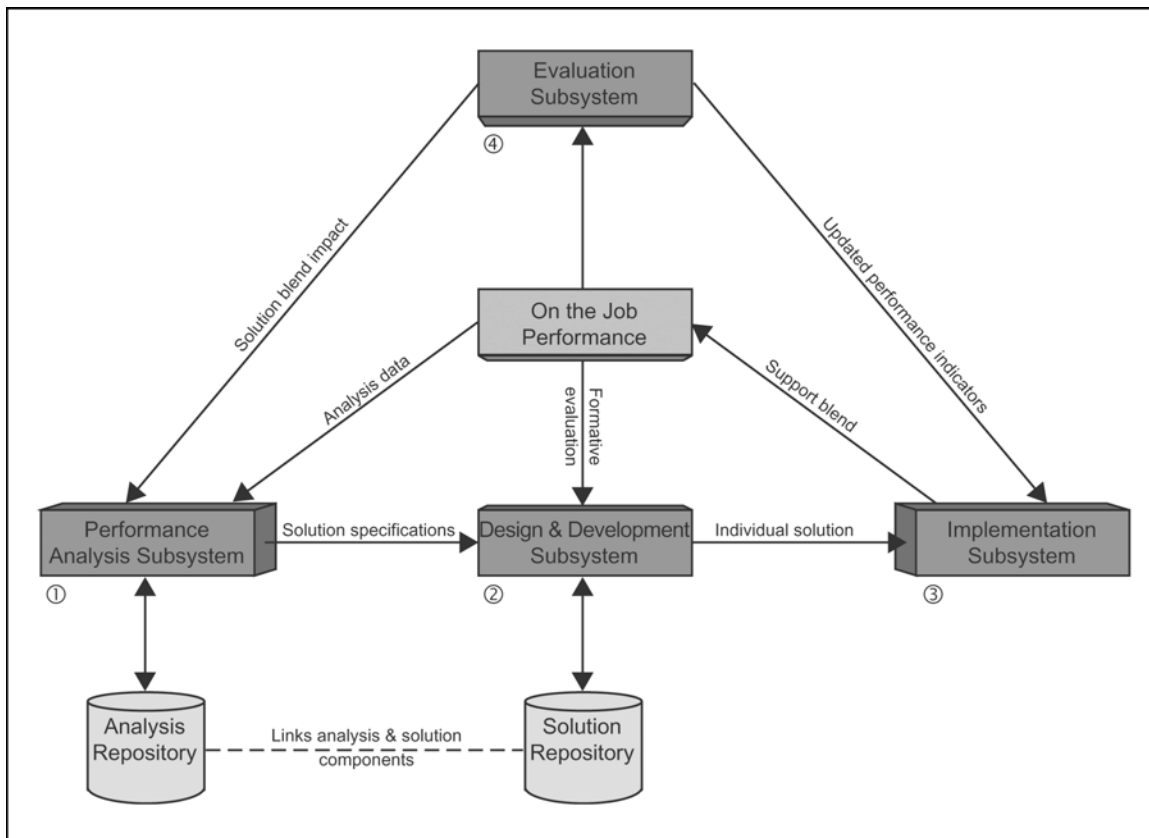 Evaluation
Subsystem
④
Solution blend impact
Updated performance indicators
On the Job
Performance
Analysis data
Formative
evaluation
Support blend
Performance
Analysis Subsystem
①
Solution specifications
Design & Development
Subsystem
②
Individual solution
Implementation
Subsystem
③
Analysis
Repository
Links analysis & solution
components
Solution
Repository